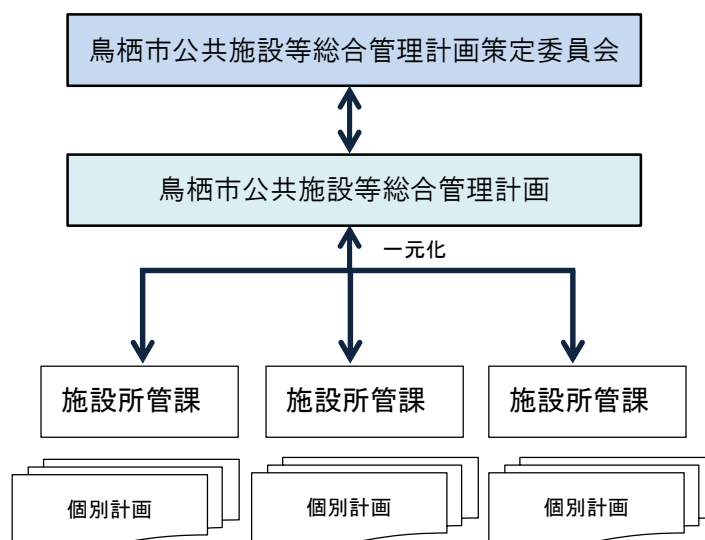 鳥栖市公共施設等総合管理計画策定委員会
鳥栖市公共施設等総合管理計画
一元化
施設所管課
施設所管課
施設所管課
個別計画
個別計画
個別計画